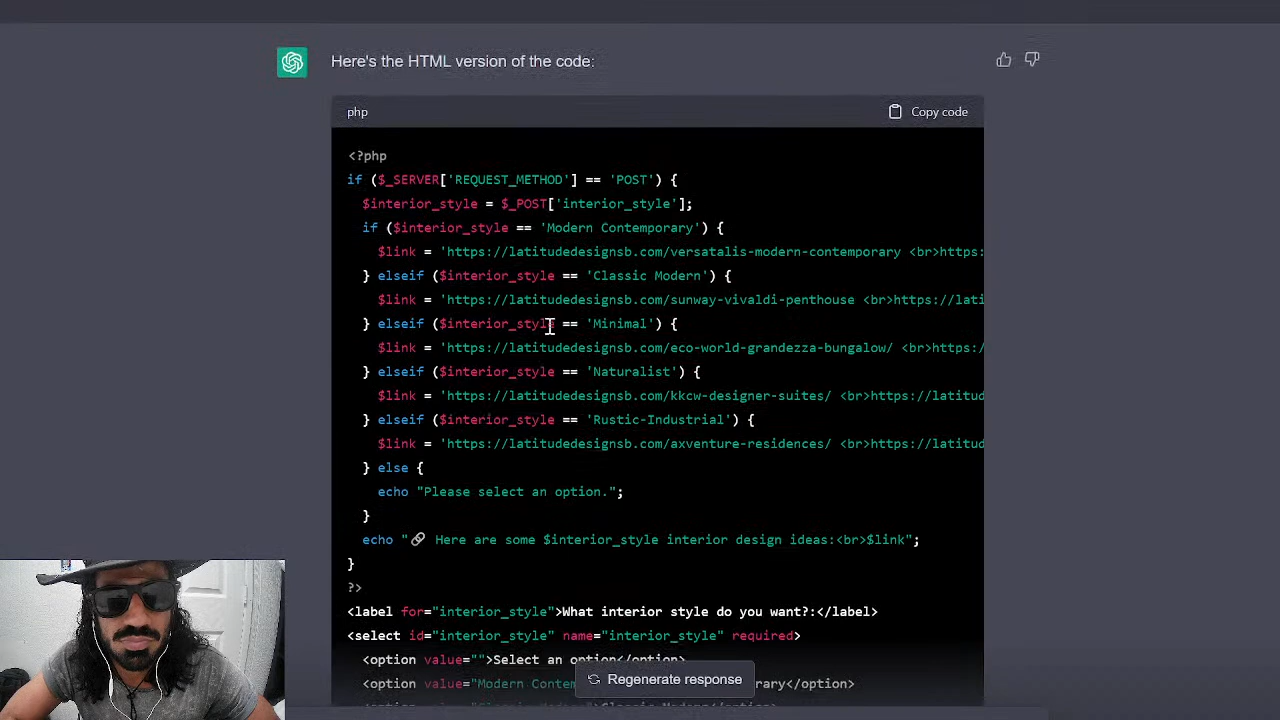 Here's the HTML version of the code:
php
Copy code
<?php
if ($_SERVER['REQUEST_METHOD'] == 'POST') {
$interior_style = $_POST['interior_style'];
if ($interior_style == 'Modern Contemporary') {
$link = 'https://latitudedesignsb.com/versatalis-modern-contemporary <br>https:
} elseif ($interior_style == 'Classic Modern') {
$link = 'https://latitudedesignsb.com/sunway-vivaldi-penthouse <br>https://lati
} elseif ($interior_style == 'Minimal') {
$link = 'https://latitudedesignsb.com/eco-world-grandezza-bungalow/ <br>https:/
} elseif ($interior_style == 'Naturalist') {
$link = 'https://latitudedesignsb.com/kkcw-designer-suites/ <br>https://latitud
} elseif ($interior_style == 'Rustic-Industrial') {
$link = 'https://latitudedesignsb.com/axventure-residences/ <br>https://latitud
} else {
echo "Please select an option.";
}
echo "🔗 Here are some $interior_style interior design ideas:<br>$link";
}
?>
<label for="interior_style">What interior style do you want?:</label>
<select id="interior_style" name="interior_style" required>
<option value="">Select an option</option>
Regenerate response
<option value="Modern rary</option>